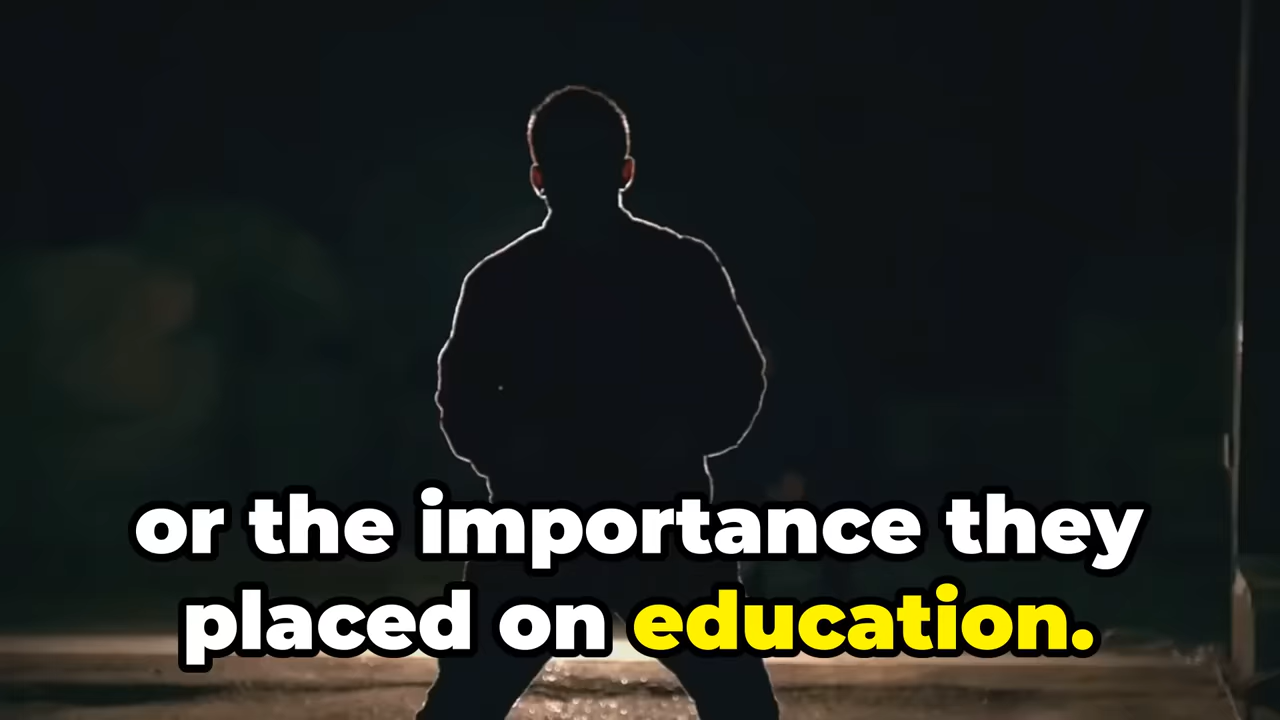 or the importance they
placed on education.